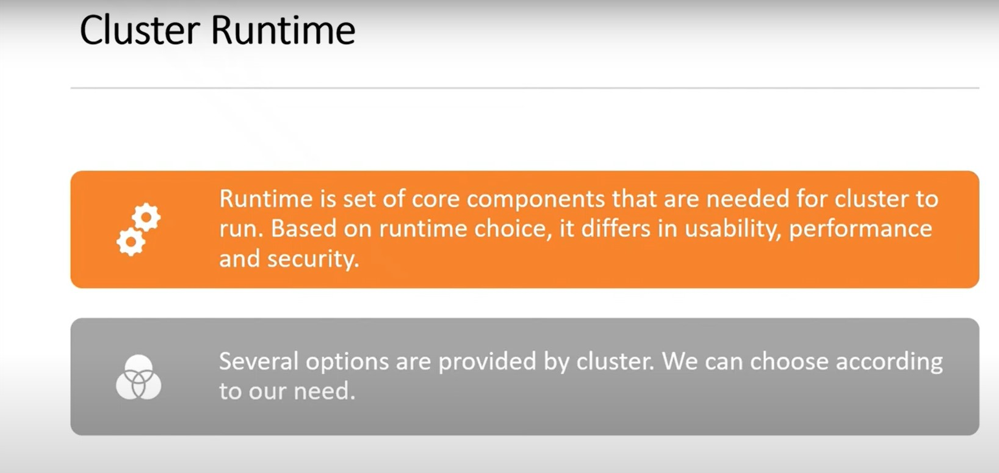 Cluster Runtime
Runtime is set of core components that are needed for cluster to
run. Based on runtime choice, it differs in usability, performance
and security.
Several options are provided by cluster. We can choose according
to our need.